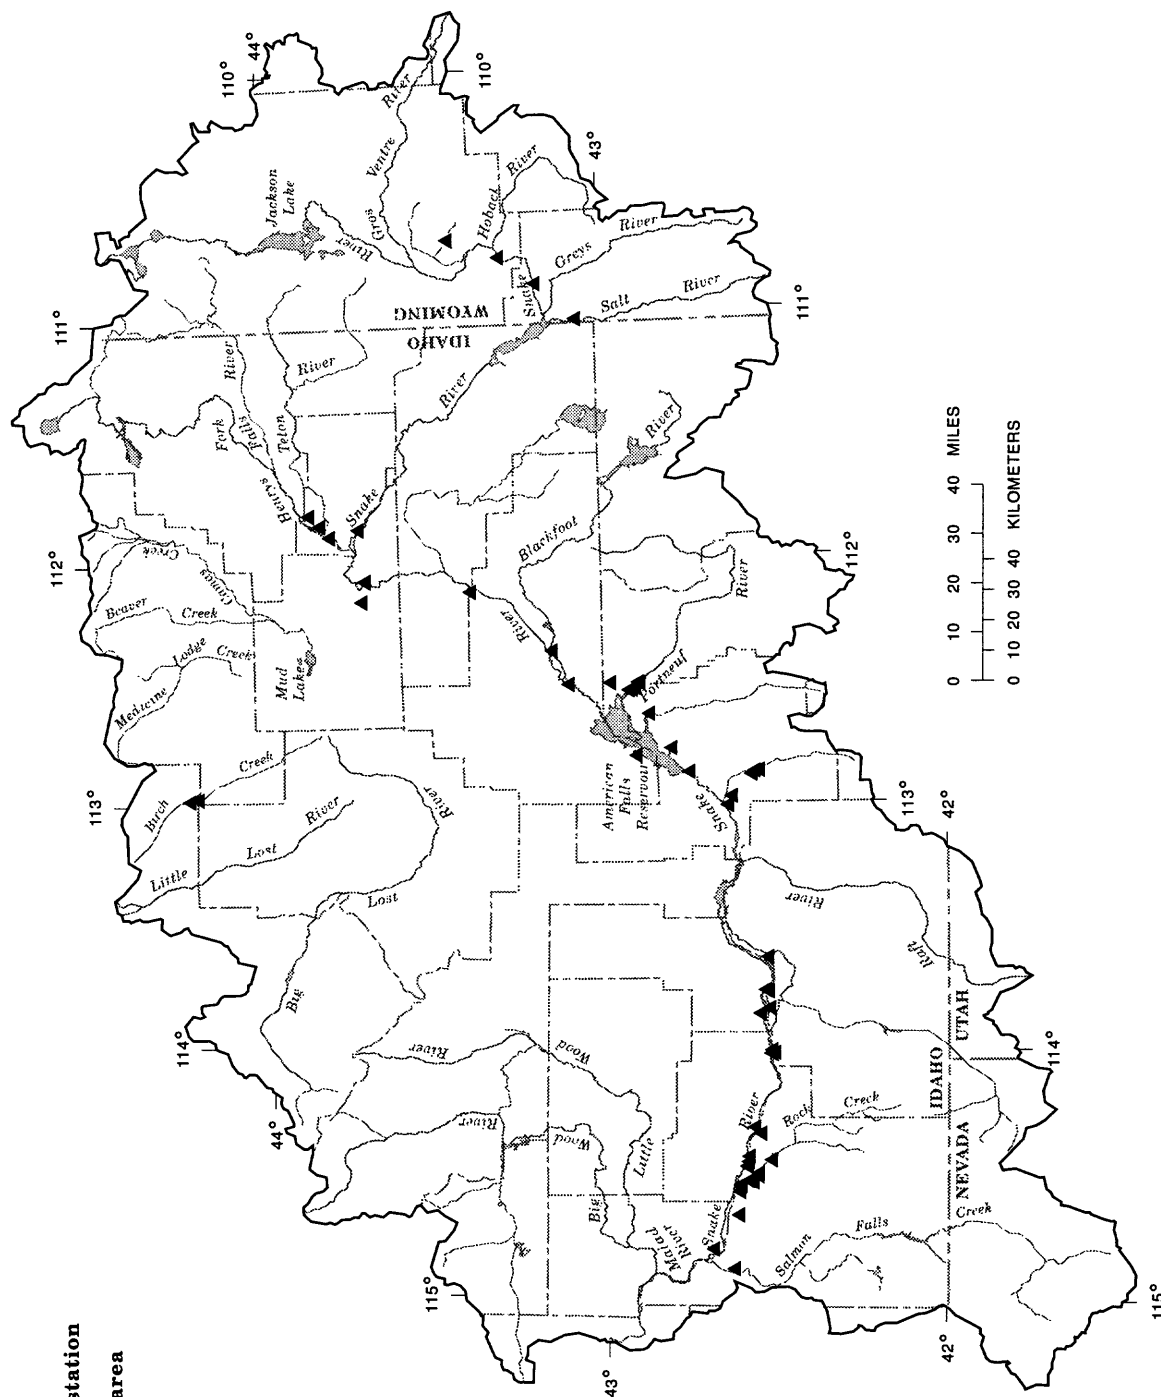 station
area
110°
44°
110°
111°
111°
112°
112°
113°
113°
114°
114°
115°
115°
44°
43°
43°
42°
42°
Jackson
Lake
River
Gros
Ventre
River
Hoback
River
Snake
Greys
River
Salt
River
WYOMING
IDAHO
River
Falls
River
Henrys
Fork
Teton
River
Snake
River
Blackfoot
River
Portneuf
River
American
Falls
Reservoir
Snake
Camas
Creek
Beaver
Creek
Medicine
Lodge
Creek
Mud
Lakes
Birch
Creek
Little
Lost
River
Big
Lost
River
Big
Wood
River
Little
Wood
River
Malad
River
Snake
River
Rock
Creek
Salmon
Falls
Creek
Raft
River
IDAHO
NEVADA
UTAH
0 10 20 30 40 MILES
0 10 20 30 40 KILOMETERS